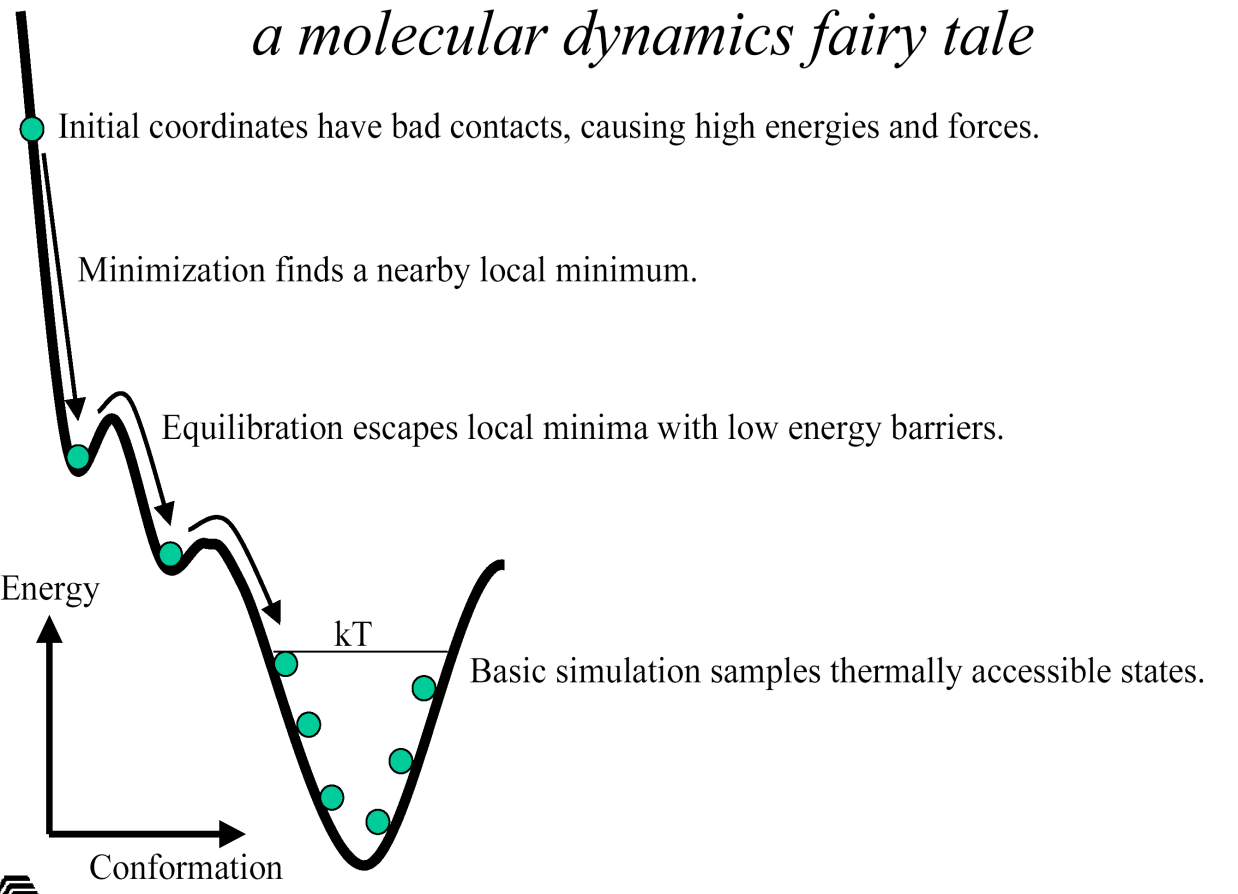 a molecular dynamics fairy tale
Initial coordinates have bad contacts, causing high energies and forces.
Minimization finds a nearby local minimum.
Equilibration escapes local minima with low energy barriers.
Energy
kT
Basic simulation samples thermally accessible states.
Conformation